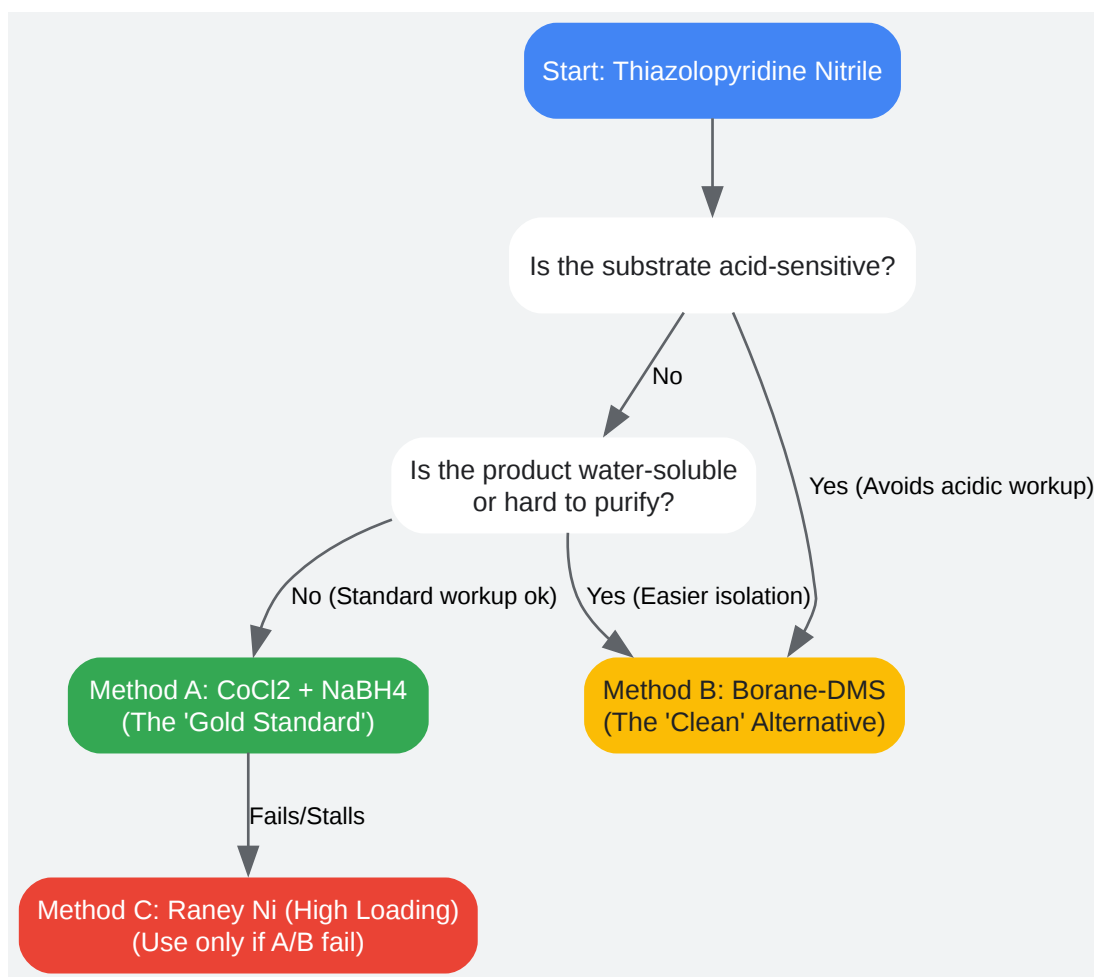 Start: Thiazolopyridine Nitrile
Is the substrate acid-sensitive?
No
Is the product water-soluble
or hard to purify?
Yes (Avoids acidic workup)
No (Standard workup ok)
Yes (Easier isolation)
Method A: CoCl2 + NaBH4
(The 'Gold Standard')
Method B: Borane-DMS
(The 'Clean' Alternative)
Fails/Stalls
Method C: Raney Ni (High Loading)
(Use only if A/B fail)